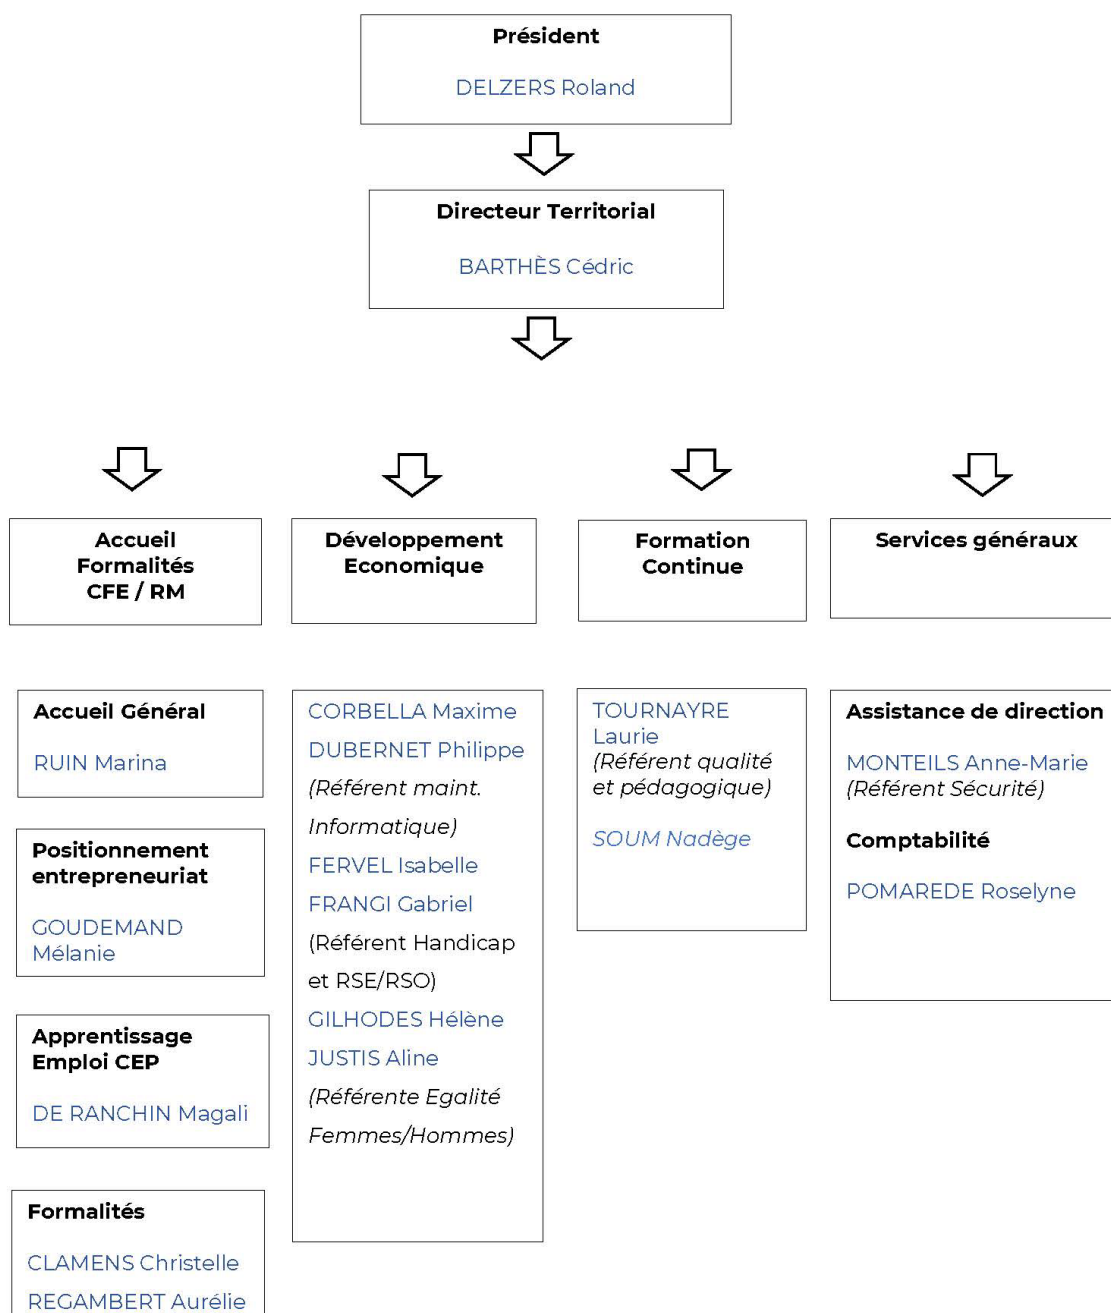 Président
DELZERS Roland
Directeur Territorial
BARTHÈS Cédric
Accueil
Formalités
CFE / RM
Développement
Economique
Formation
Continue
Services généraux
Accueil Général
RUIN Marina
Positionnement
entrepreneuriat
GOUDEMAND
Mélanie
Apprentissage
Emploi CEP
DE RANCHIN Magali
Formalités
CLAMENS Christelle
REGAMBERT Aurélie
CORBELLA Maxime
DUBERNET Philippe
(Référent maint.
Informatique)
FERVEL Isabelle
FRANGI Gabriel
(Référent Handicap
et RSE/RSO)
GILHODES Hélène
JUSTIS Aline
(Référente Egalité
Femmes/Hommes)
TOURNAYRE
Laurie
(Référent qualité
et pédagogique)
SOUM Nadège
Assistance de direction
MONTEILS Anne-Marie
(Référent Sécurité)
Comptabilité
POMAREDE Roselyne